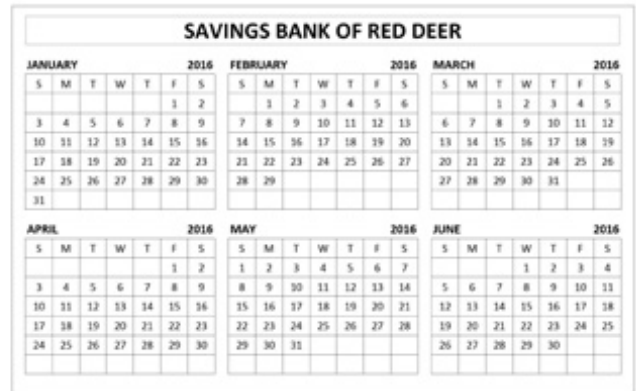 SAVINGS BANK OF RED DEER
JANUARY 2016 FEBRUARY 2016 MARCH 2016
S M T W T F S S M T W T F S S M T W T F S
1 2 1 2 3 4 5 6 1 2 3 4 5
3 4 5 6 7 8 9 7 8 9 10 11 12 13 6 7 8 9 10 11 12
10 11 12 13 14 15 16 14 15 16 17 18 19 20 13 14 15 16 17 18 19
17 18 19 20 21 22 23 21 22 23 24 25 26 27 20 21 22 23 24 25 26
24 25 26 27 28 29 30 28 29 27 28 29 30 31
31
APRIL 2016 MAY 2016 JUNE 2016
S M T W T F S S M T W T F S S M T W T F S
1 2 1 2 3 4 5 6 7 1 2 3 4
3 4 5 6 7 8 9 8 9 10 11 12 13 14 5 6 7 8 9 10 11
10 11 12 13 14 15 16 15 16 17 18 19 20 21 12 13 14 15 16 17 18
17 18 19 20 21 22 23 22 23 24 25 26 27 28 19 20 21 22 23 24 25
24 25 26 27 28 29 30 29 30 31 26 27 28 29 30